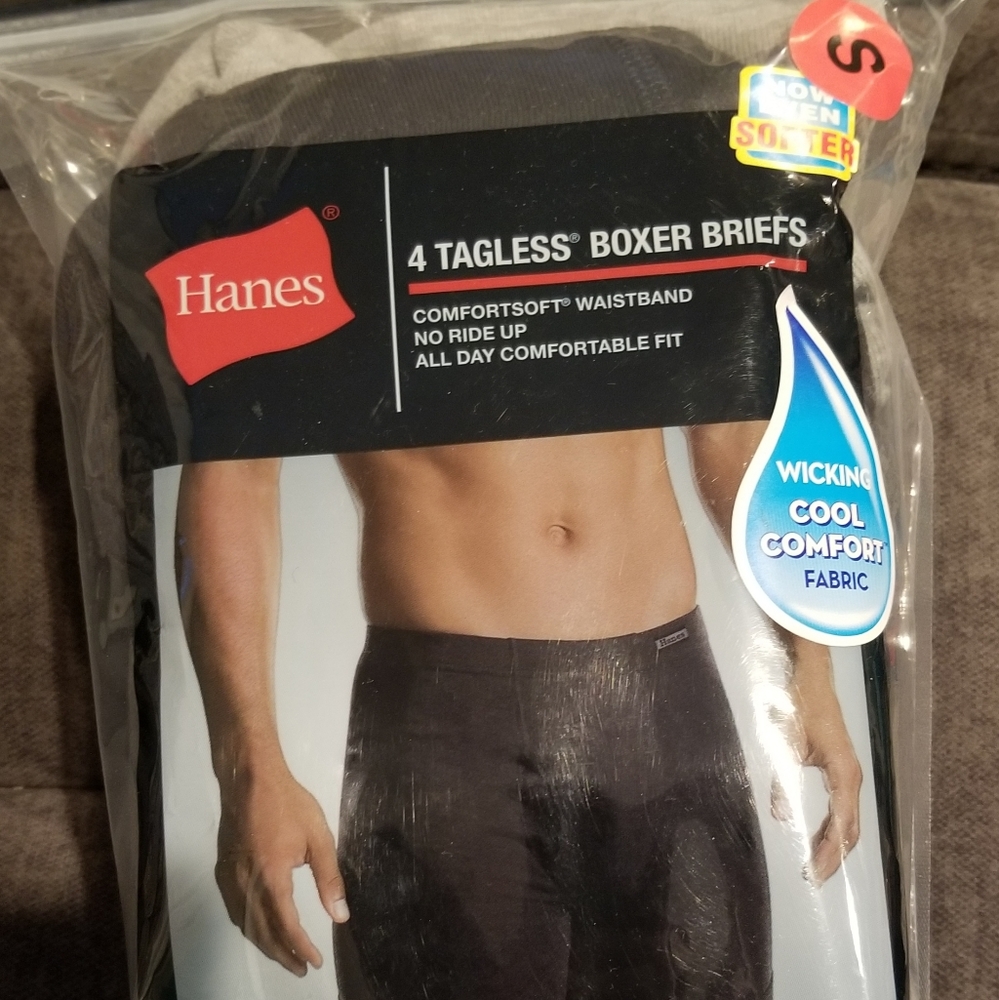 S
NOW
EVEN
SOFTER
Hanes®
4 TAGLESS® BOXER BRIEFS
COMFORTSOFT® WAISTBAND
NO RIDE UP
ALL DAY COMFORTABLE FIT
WICKING
COOL
COMFORT™
FABRIC
Hanes